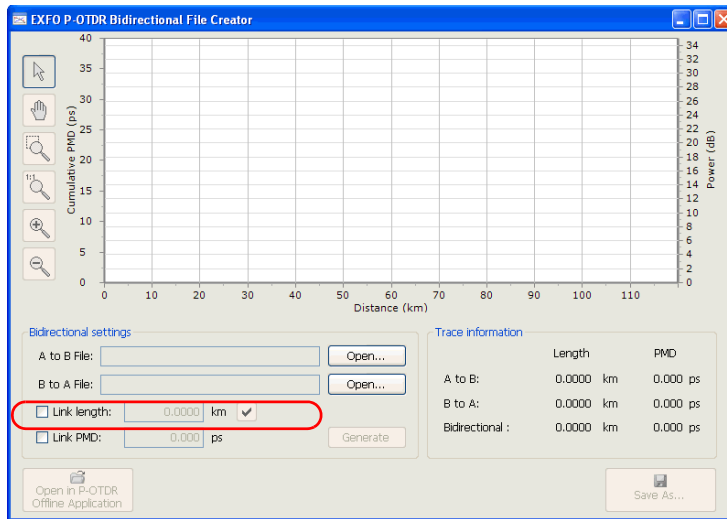 EXFO P-OTDR Bidirectional File Creator
40
35
30
25
20
15
10
5
0
Cumulative PMD (ps)
1:1
34
32
30
28
26
24
22
20
18
16
14
12
10
8
6
4
2
0
Power (dB)
0 10 20 30 40 50 60 70 80 90 100 110
Distance (km)
Bidirectional settings
A to B File: Open...
B to A File: Open...
Link length: 0.0000 km
Link PMD: 0.000 ps Generate
Trace information
Length PMD
A to B: 0.0000 km 0.000 ps
B to A: 0.0000 km 0.000 ps
Bidirectional : 0.0000 km 0.000 ps
Open in P-OTDR
Offline Application
Save As...